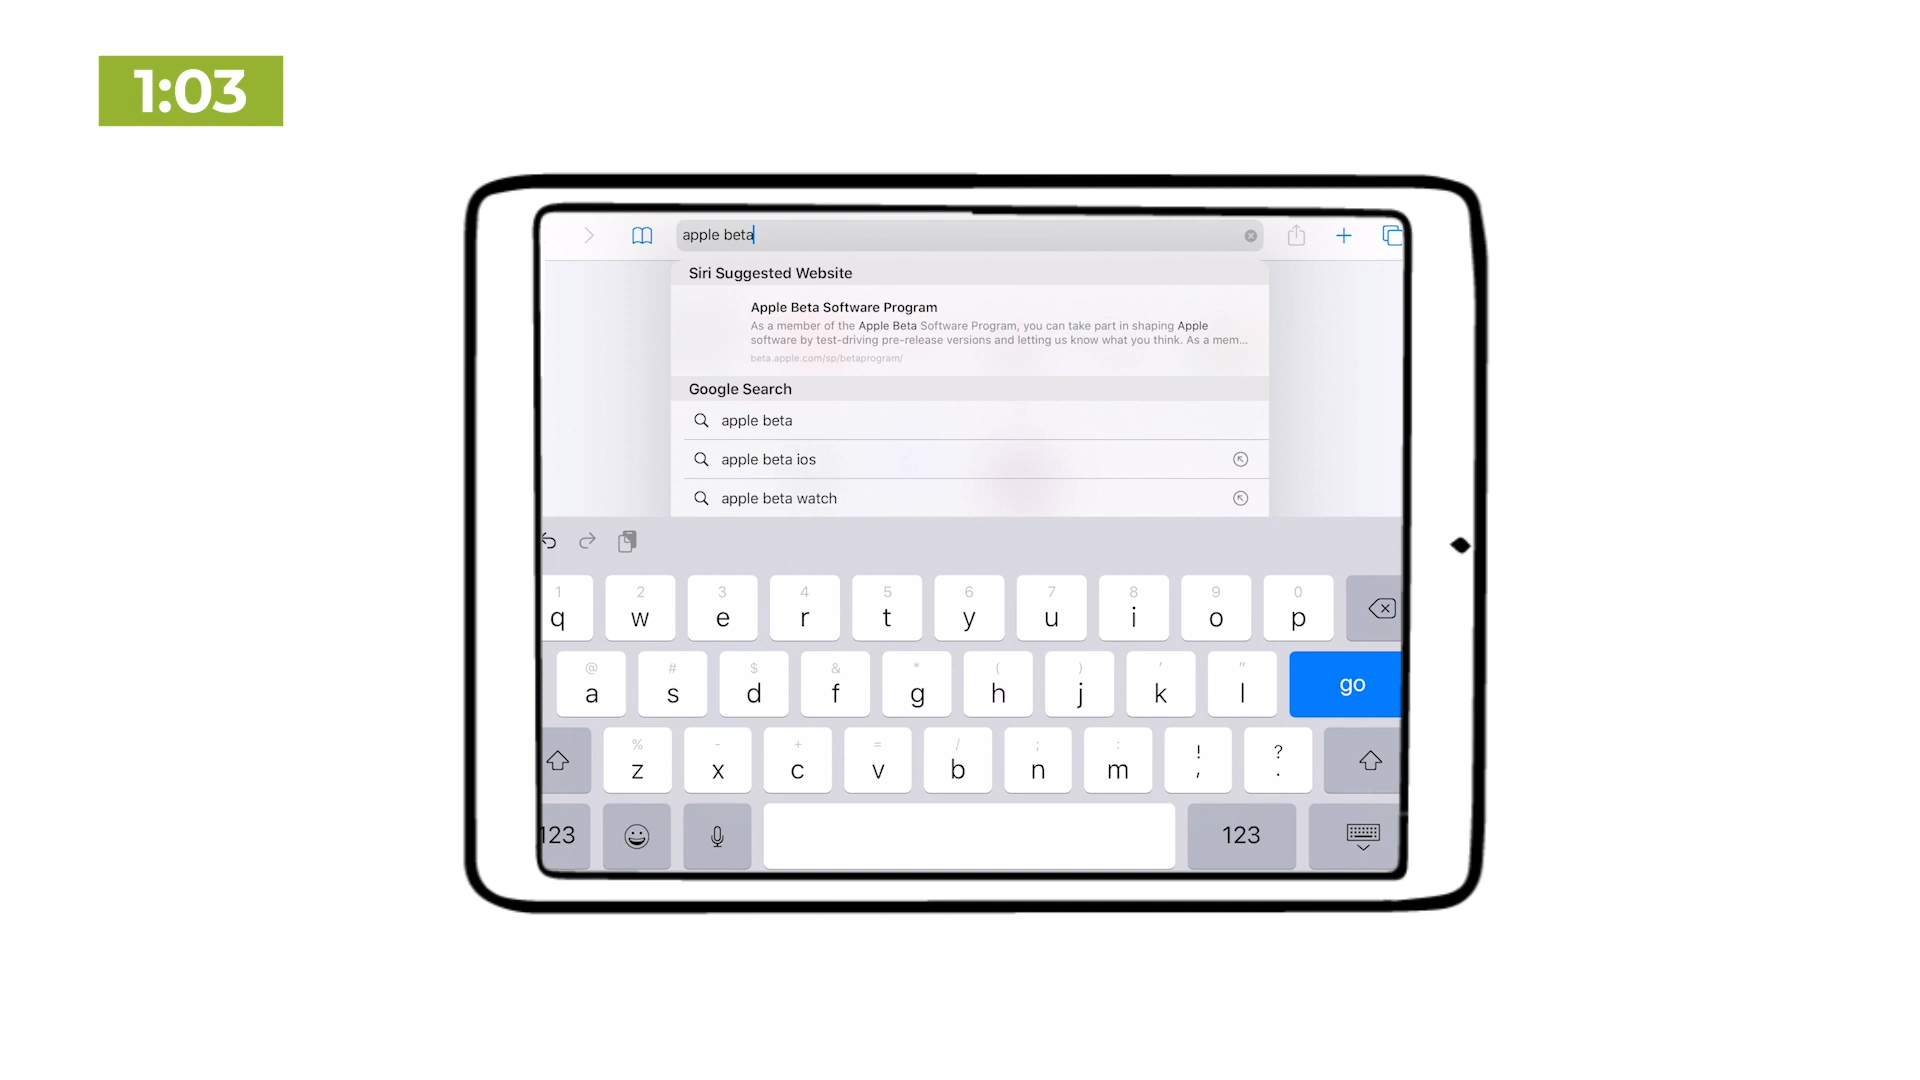 1:03
apple beta
Siri Suggested Website
Apple Beta Software Program
As a member of the Apple Beta Software Program, you can take part in shaping Apple
software by test-driving pre-release versions and letting us know what you think. As a mem...
beta.apple.com/sp/betaprogram/
Google Search
apple beta
apple beta ios
apple beta watch
1 2 3 4 5 6 7 8 9 0
q w e r t y u i o p
@ # $ & * ( ) ' "
a s d f g h j k l go
% - + = / ; : ! ?
z x c v b n m , .
123 123